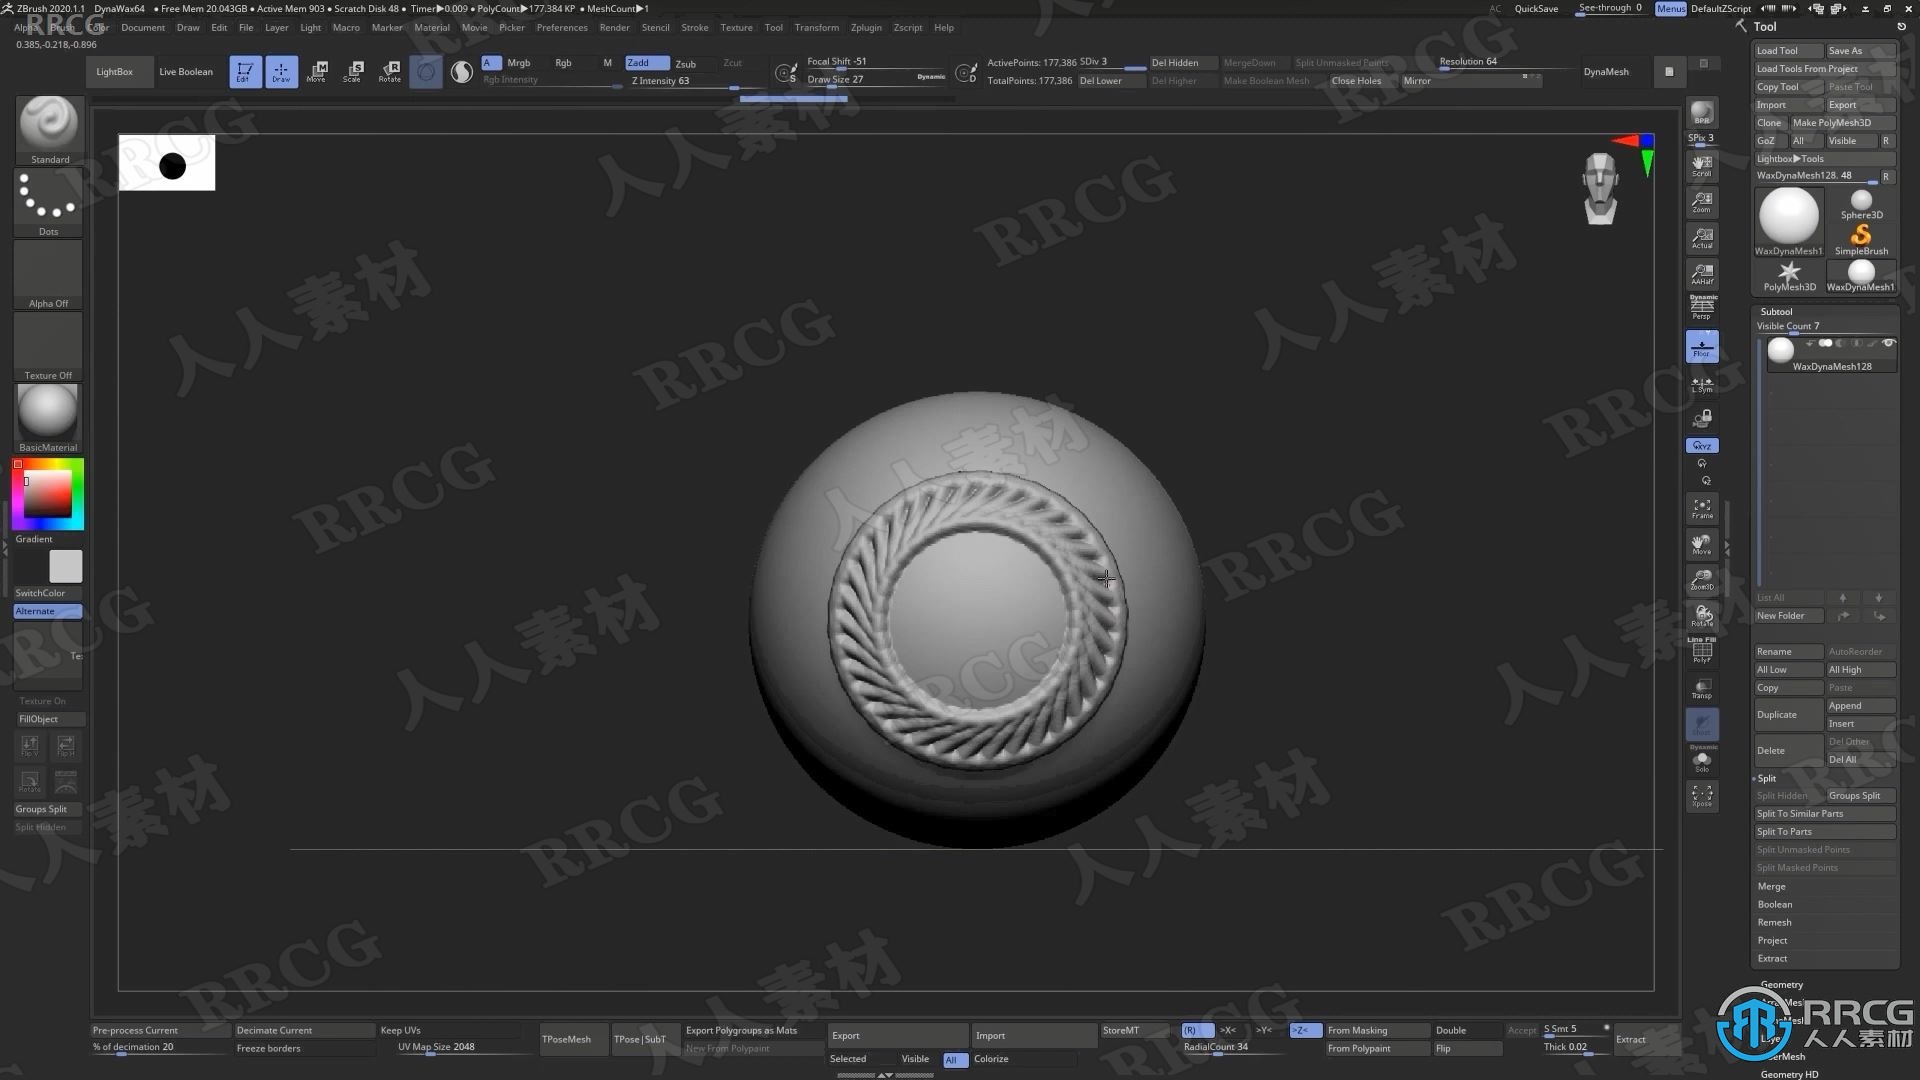 ZBrush 2020.1.1 DynaWax64 • Free Mem 20.043GB • Active Mem 903 • Scratch Disk 48 • Timer▶0.009 • PolyCount▶177.384 KP • MeshCount▶1 AC QuickSave See-through 0 Menus DefaultZScript
Alpha Brush Color Document Draw Edit File Layer Light Macro Marker Material Movie Picker Preferences Render Stencil Stroke Texture Tool Transform Zplugin Zscript Help
0.385,-0.218,-0.896
LightBox
Live Boolean
Edit
Draw
Move
Scale
Rotate
A Mrgb Rgb M
Rgb Intensity
Zadd Zsub Zcut
Z Intensity 63
Focal Shift -51
Draw Size 27 Dynamic
ActivePoints: 177,386
TotalPoints: 177,386
SDiv 3
Del Lower
Del Hidden
Del Higher
MergeDown
Make Boolean Mesh
Split Unmasked Points
Close Holes
Mirror
Resolution 64
DynaMesh
Standard
Dots
Alpha Off
Texture Off
BasicMaterial
Gradient
SwitchColor
Alternate
Te:
Texture On
FillObject
Flip V
Flip H
Rotate
Groups Split
Split Hidden
BPR
SPix 3
Scroll
Zoom
Actual
AAHalf
Dynamic
Persp
Floor
L.Sym
XYZ
Frame
Move
Zoom3D
Rotate
Line Fill
PolyF
Transp
Ghost
Dynamic
Solo
Xpose
Tool
Load Tool Save As
Load Tools From Project
Copy Tool Paste Tool
Import Export
Clone Make PolyMesh3D
GoZ All Visible R
Lightbox▶Tools
WaxDynaMesh128. 48 R
WaxDynaMesh1
Sphere3D
SimpleBrush
PolyMesh3D
WaxDynaMesh1
Subtool
Visible Count 7
WaxDynaMesh128
List All
New Folder
Rename AutoReorder
All Low All High
Copy Paste
Duplicate
Append
Insert
Delete
Del Other
Del All
Split
Split Hidden Groups Split
Split To Similar Parts
Split To Parts
Split Unmasked Points
Split Masked Points
Merge
Boolean
Remesh
Project
Extract
Geometry
Geometry HD
Pre-process Current
% of decimation 20
Decimate Current
Freeze borders
Keep UVs
UV Map Size 2048
TPoseMesh
TPose|SubT
Export Polygroups as Mats
New From Polypaint
Export
Import
Selected Visible All Colorize
StoreMT
(R) >X< >Y< >Z<
RadialCount 34
From Masking
From Polypaint
Double
Flip
Accept
S Smt 5
Thick 0.02
Extract
RRCG
人人素材